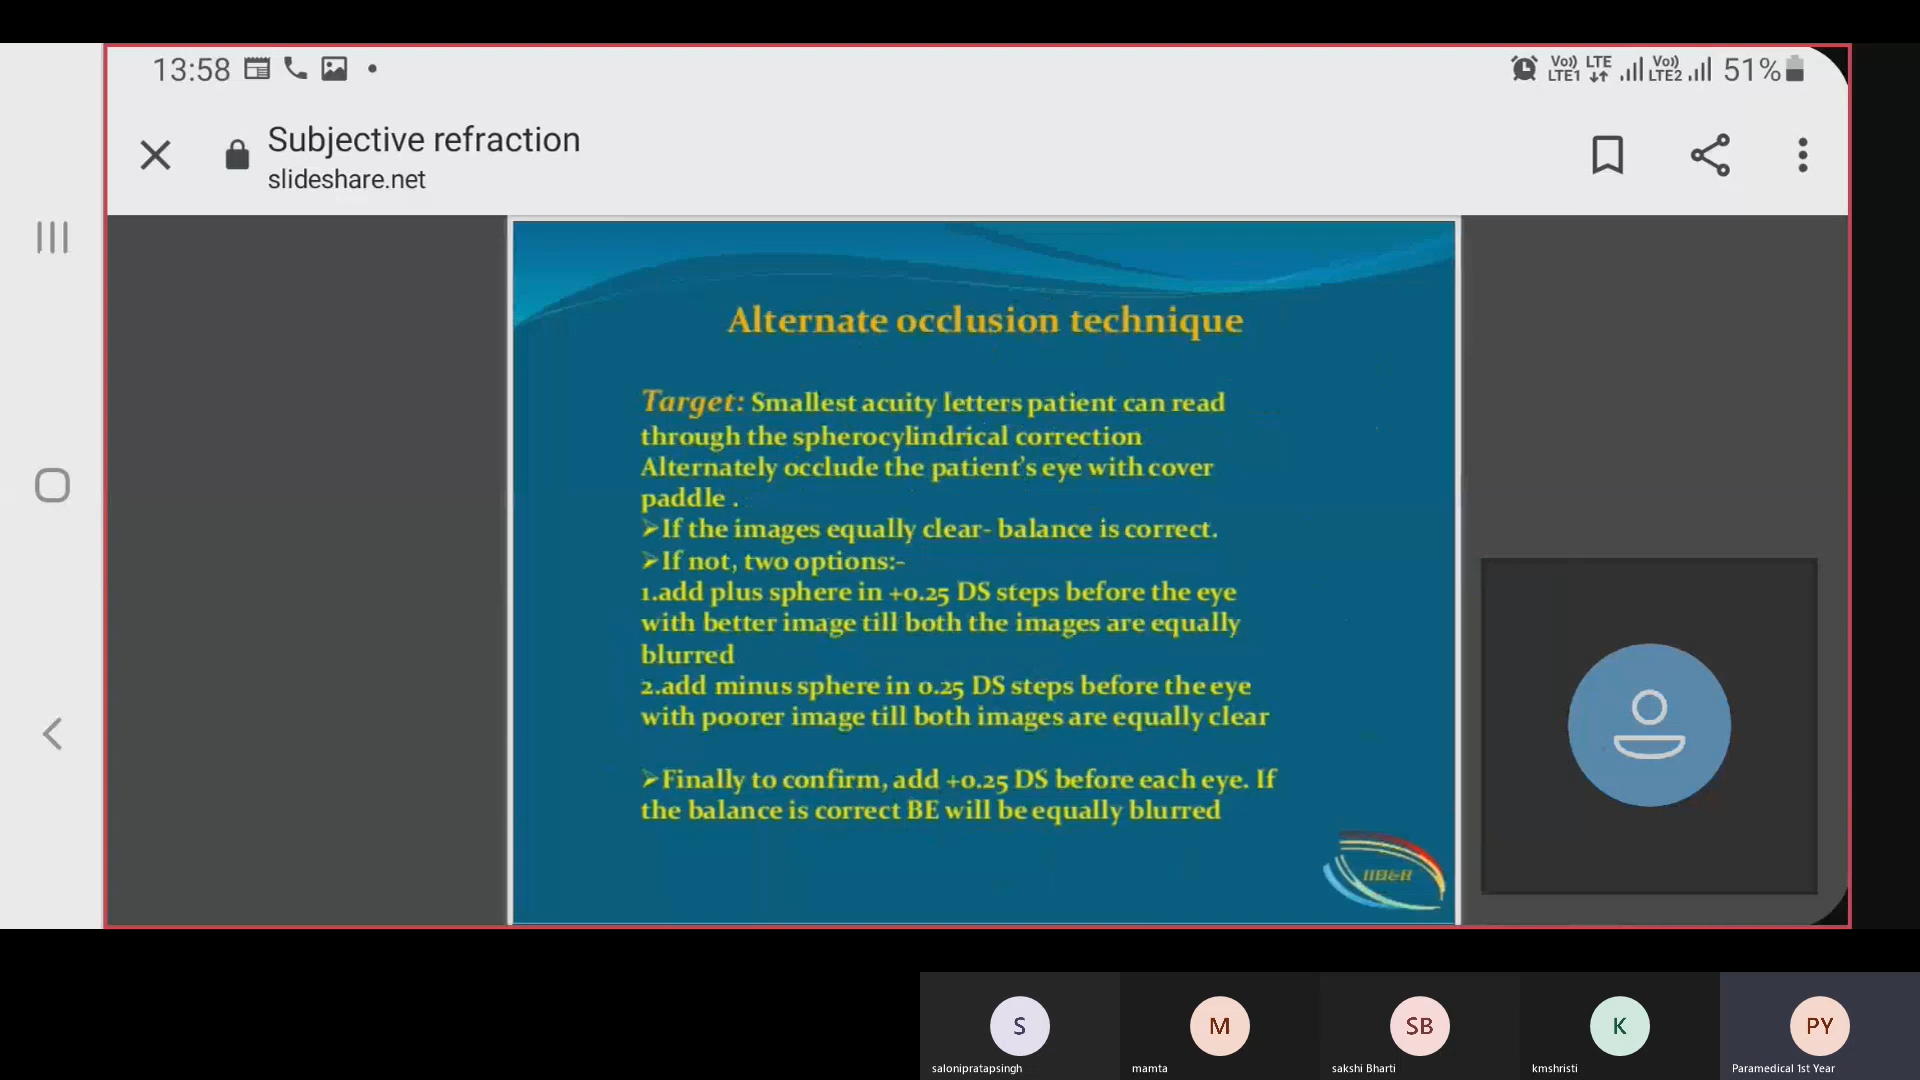 13:58
Vo)) LTE1 LTE Vo)) LTE2 51%
Subjective refraction
slideshare.net
Alternate occlusion technique
Target: Smallest acuity letters patient can read
through the spherocylindrical correction
Alternately occlude the patient's eye with cover
paddle .
➢If the images equally clear- balance is correct.
➢If not, two options:-
1.add plus sphere in +0.25 DS steps before the eye
with better image till both the images are equally
blurred
2.add minus sphere in 0.25 DS steps before the eye
with poorer image till both images are equally clear
➢Finally to confirm, add +0.25 DS before each eye. If
the balance is correct BE will be equally blurred
S M SB K PY
salonipratapsingh mamta sakshi Bharti kmshristi Paramedical 1st Year